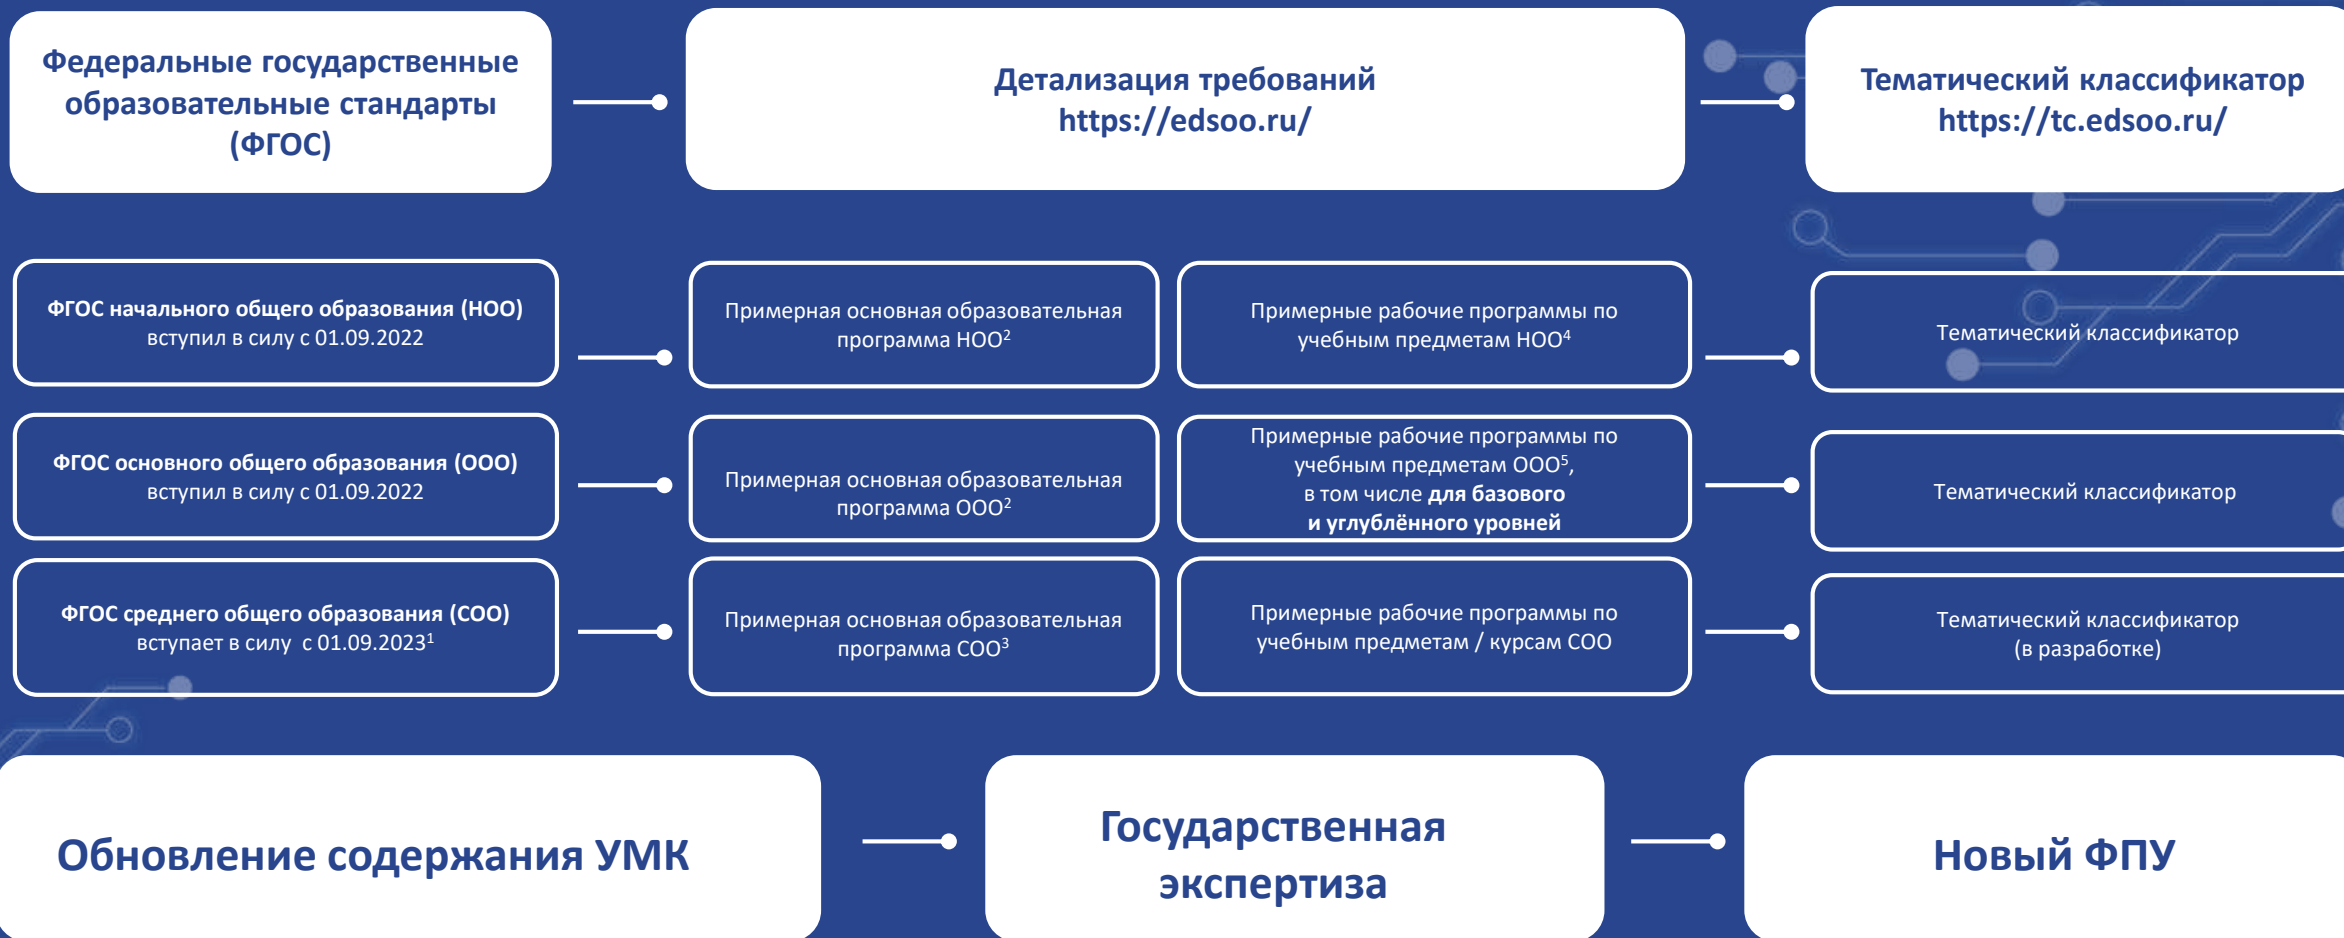 Федеральные государственные
образовательные стандарты
(ФГОС)
Детализация требований
https://edsoo.ru/
Тематический классификатор
https://tc.edsoo.ru/
ФГОС начального общего образования (НОО)
вступил в силу с 01.09.2022
Примерная основная образовательная
программа НОО²
Примерные рабочие программы по
учебным предметам НОО⁴
Тематический классификатор
ФГОС основного общего образования (ООО)
вступил в силу с 01.09.2022
Примерная основная образовательная
программа ООО²
Примерные рабочие программы по
учебным предметам ООО⁵,
в том числе для базового
и углублённого уровней
Тематический классификатор
ФГОС среднего общего образования (СОО)
вступает в силу с 01.09.2023¹
Примерная основная образовательная
программа СОО³
Примерные рабочие программы по
учебным предметам / курсам СОО
Тематический классификатор
(в разработке)
Обновление содержания УМК
Государственная
экспертиза
Новый ФПУ